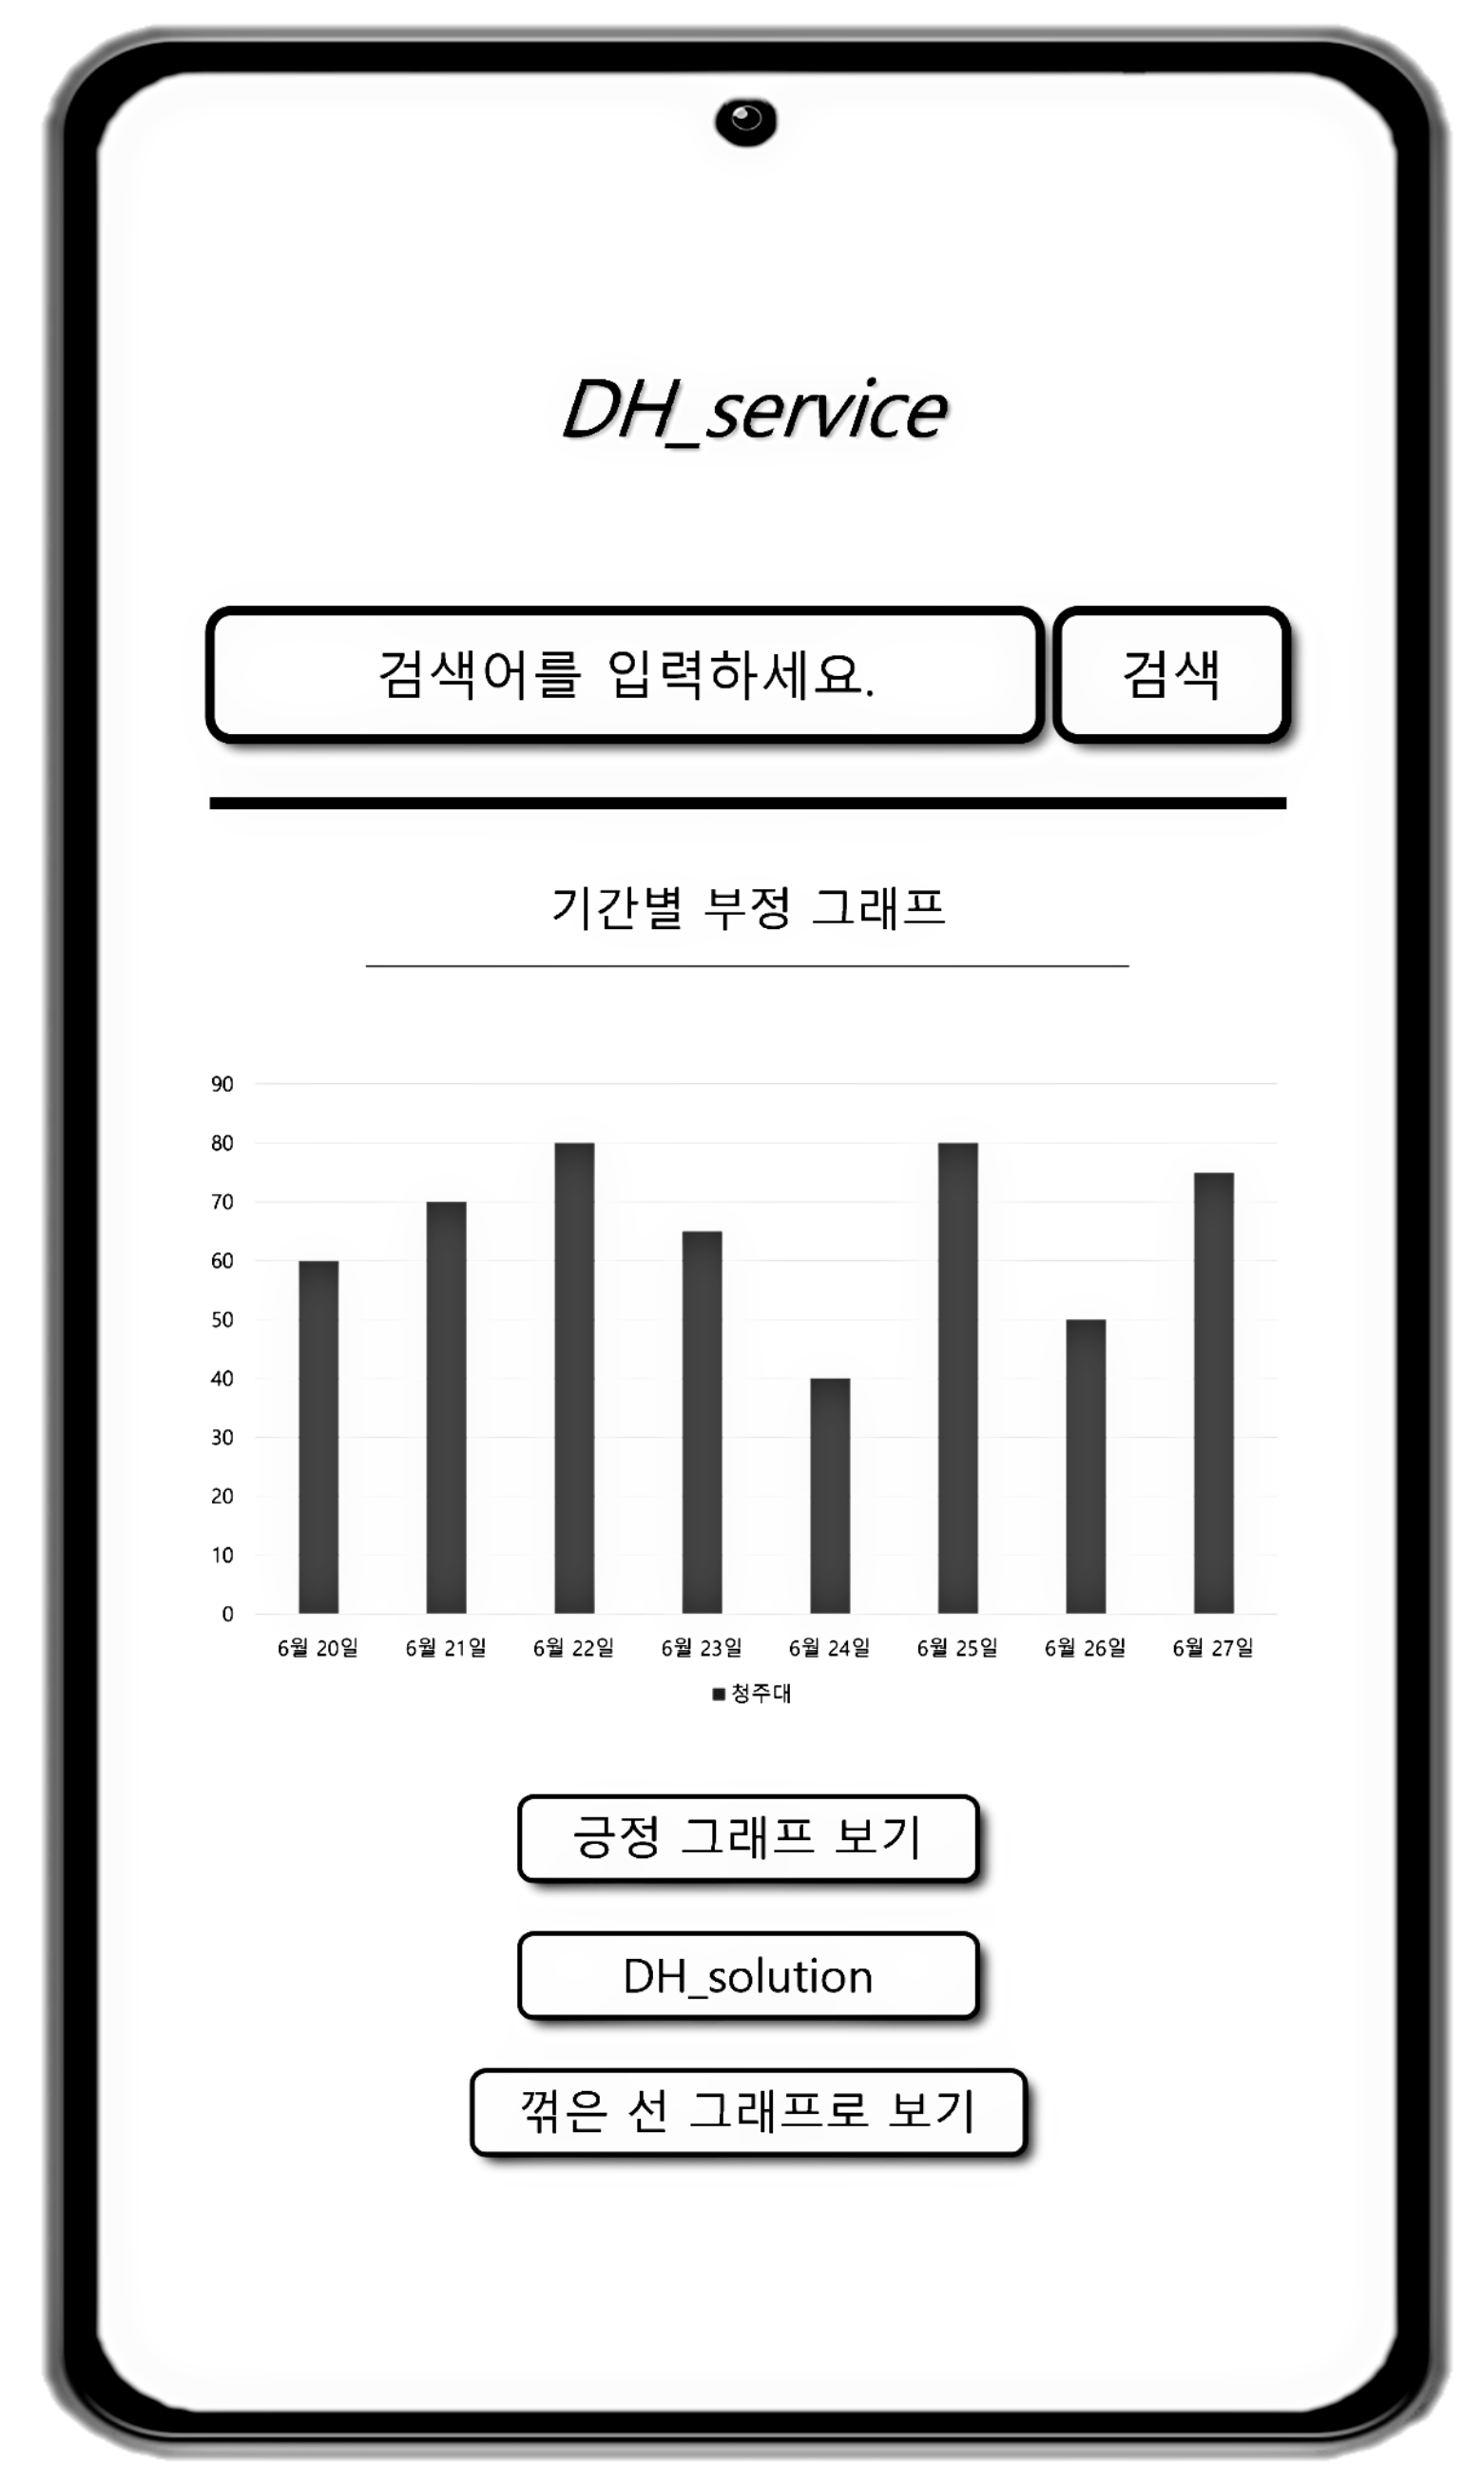 DH_service
검색어를 입력하세요. 검색
기간별 부정 그래프
90
80
70
60
50
40
30
20
10
0
6월 20일 6월 21일 6월 22일 6월 23일 6월 24일 6월 25일 6월 26일 6월 27일
청주대
긍정 그래프 보기
DH_solution
꺾은 선 그래프로 보기